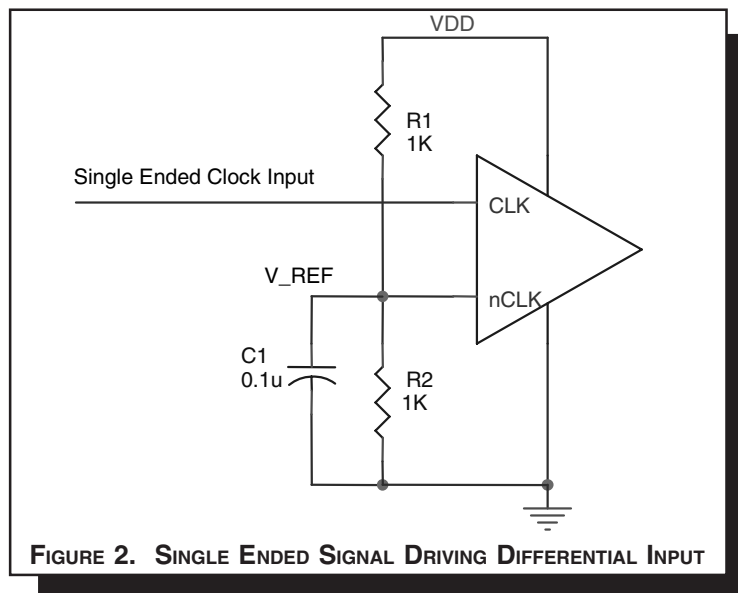 VDD
R1
1K
Single Ended Clock Input
CLK
V_REF
nCLK
C1
0.1u
R2
1K
FIGURE 2. SINGLE ENDED SIGNAL DRIVING DIFFERENTIAL INPUT